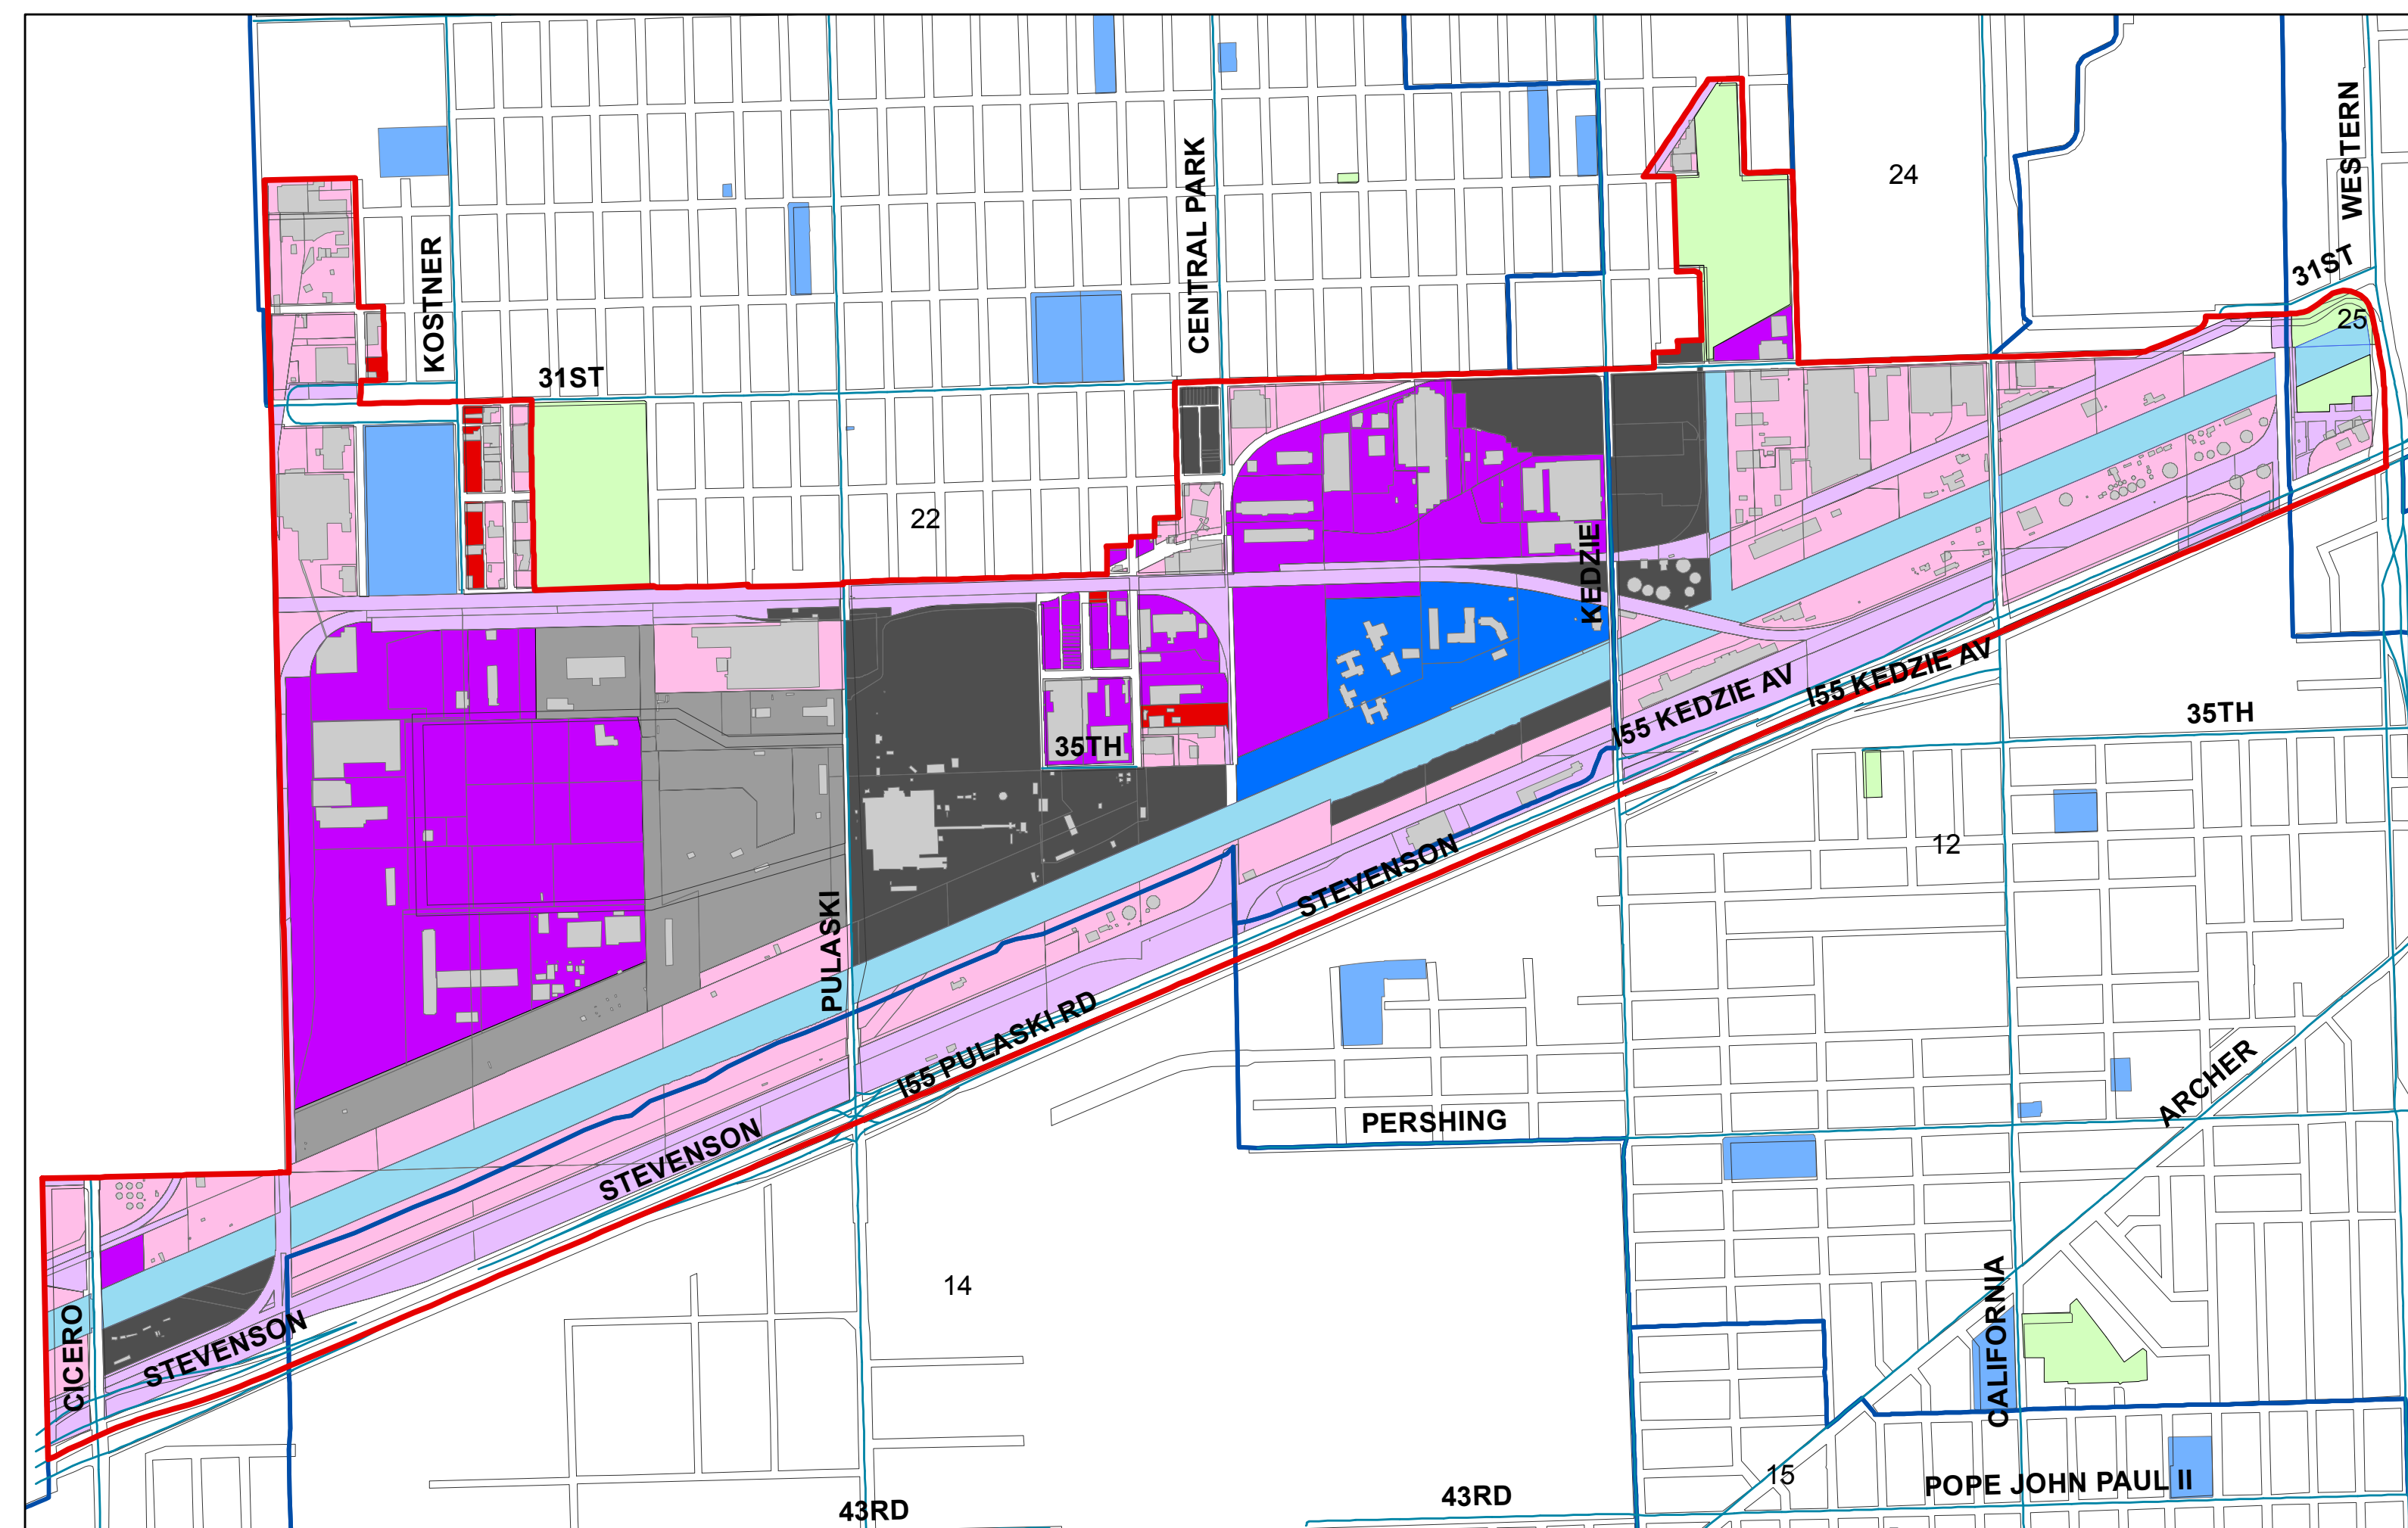 WESTERN
CENTRAL PARK
24
KOSTNER
31ST
25
31ST
22
KEDZIE
I55 KEDZIE AV
I55 KEDZIE AV
35TH
35TH
12
STEVENSON
PULASKI
I55 PULASKI RD
ARCHER
PERSHING
STEVENSON
14
CALIFORNIA
CICERO
STEVENSON
15
POPE JOHN PAUL II
43RD
43RD